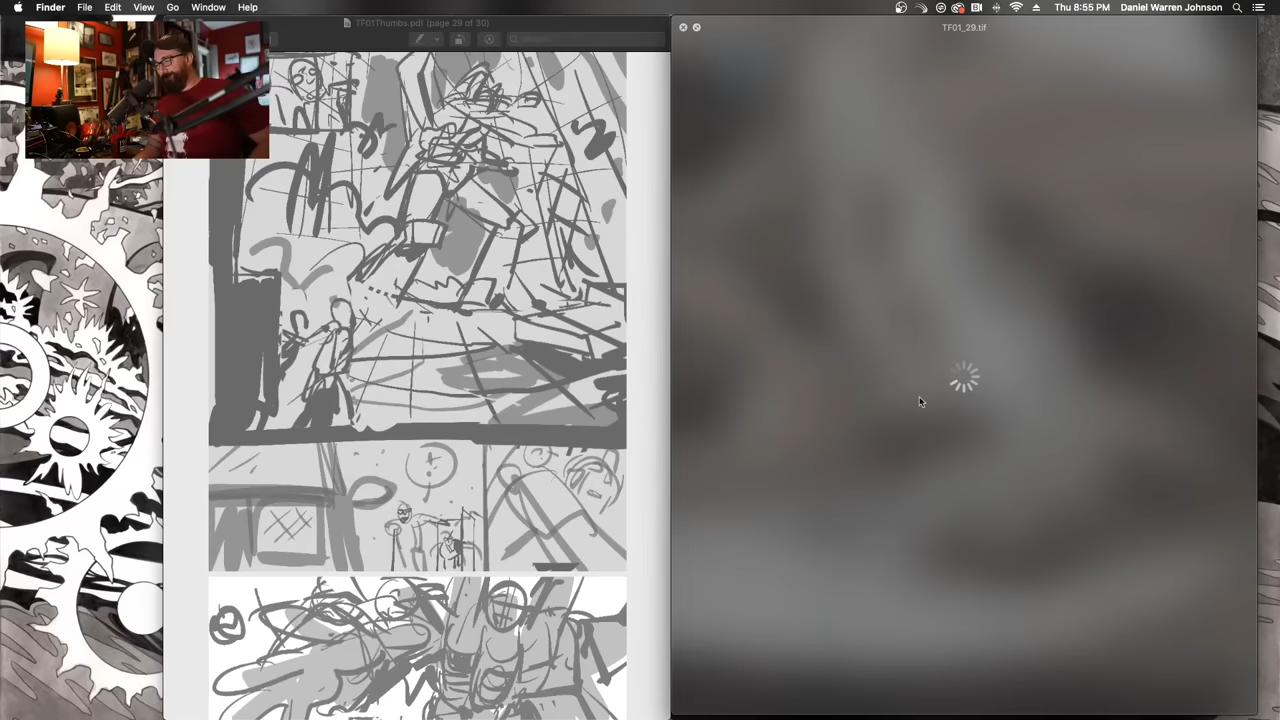 Finder File Edit View Go Window Help
Thu 8:55 PM Daniel Warren Johnson
TF01Thumbs.pdf (page 29 of 30)
TF01_29.tif